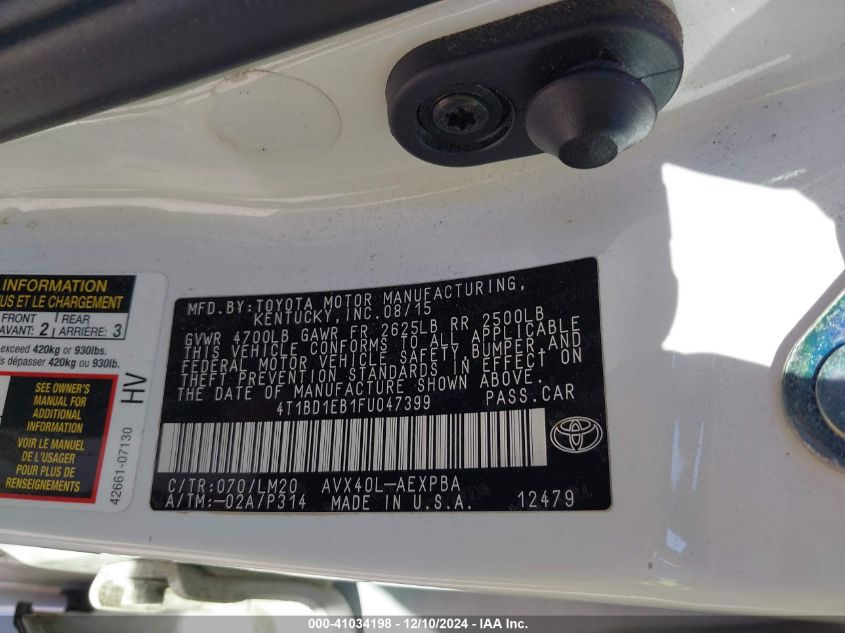 INFORMATION
US ET LE CHARGEMENT
FRONT
AVANT: 2
REAR
ARRIÈRE: 3
exceed 420kg or 930lbs.
is dépasser 420kg ou 930lb.
SEE OWNER'S
MANUAL FOR
ADDITIONAL
INFORMATION
VOIR LE MANUEL
DE L'USAGER
POUR PLUS DE
RENSEIGNEMENTS
HV
42661-07130
MFD. BY: TOYOTA MOTOR MANUFACTURING,
KENTUCKY, INC. 08/15
GVWR 4700LB GAWR FR 2625LB RR 2500LB
THIS VEHICLE CONFORMS TO ALL APPLICABLE
FEDERAL MOTOR VEHICLE SAFETY, BUMPER AND
THEFT PREVENTION STANDARDS IN EFFECT ON
THE DATE OF MANUFACTURE SHOWN ABOVE.
4T1BD1EB1FU047399 PASS.CAR
C/TR:070/LM20 AVX40L-AEXPBA
A/TM:-02A/P314 MADE IN U.S.A. 12479
000-41034198 - 12/10/2024 - IAA Inc.